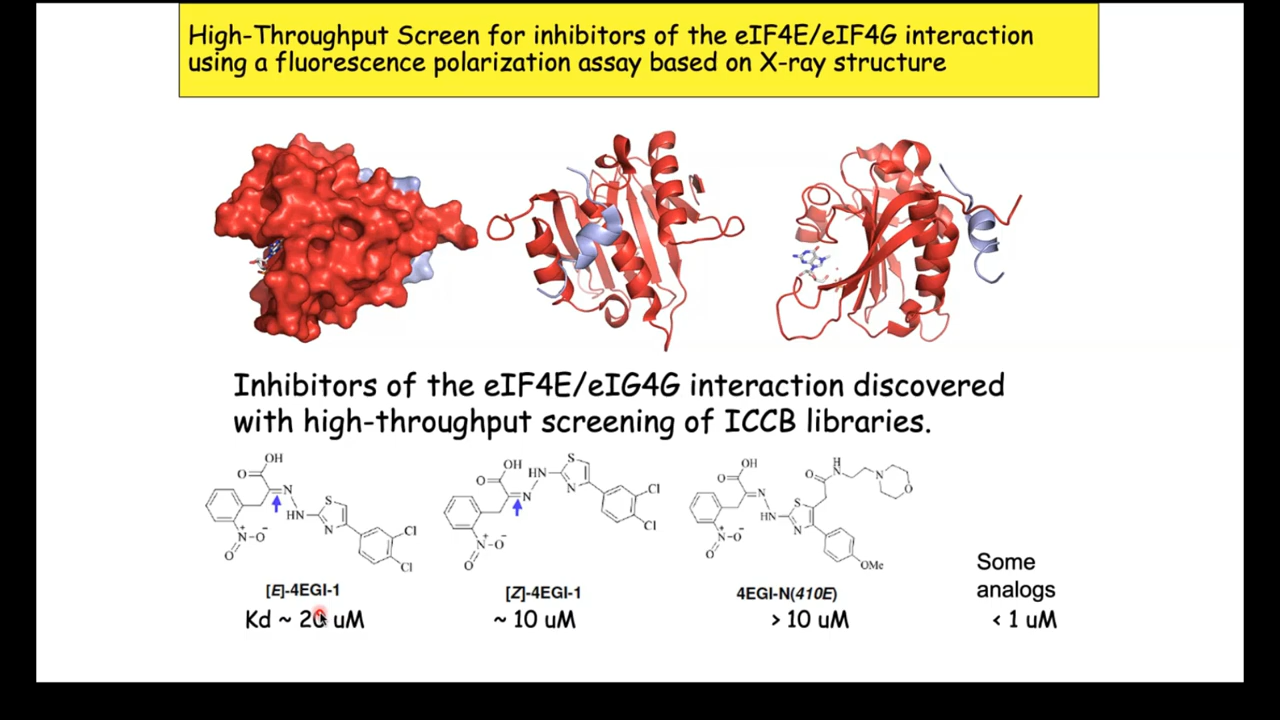 High-Throughput Screen for inhibitors of the eIF4E/eIF4G interaction
using a fluorescence polarization assay based on X-ray structure
Inhibitors of the eIF4E/eIG4G interaction discovered
with high-throughput screening of ICCB libraries.
OH
O
N
HN
S
N
N
+
O
-
O
Cl
Cl
OH
O
N
HN
S
N
N
+
O
-
O
Cl
Cl
OH
O
N
HN
S
N
N
+
O
-
O
O
H
N
N
O
OMe
[E]-4EGI-1
[Z]-4EGI-1
4EGI-N(410E)
Some
analogs
Kd ~ 20 uM
~ 10 uM
> 10 uM
< 1 uM